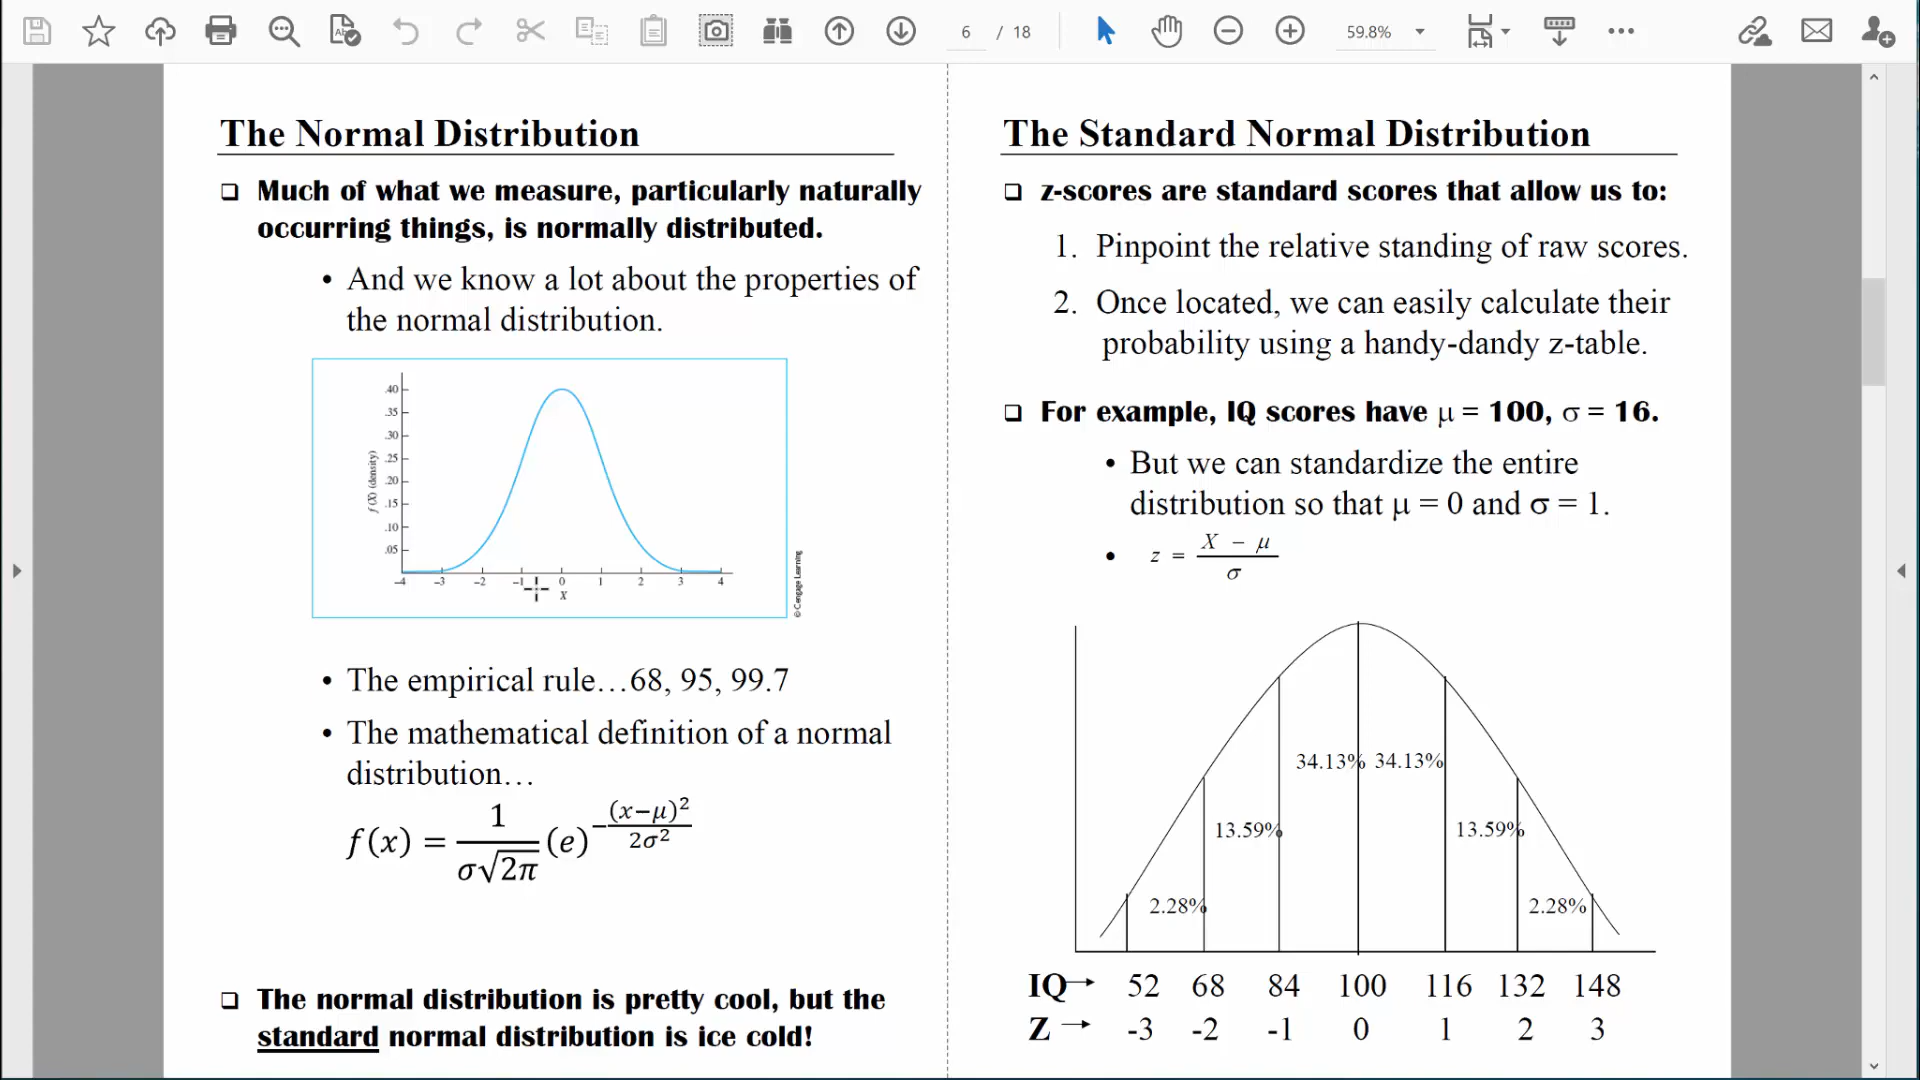 6 / 18
59.8%
The Normal Distribution
Much of what we measure, particularly naturally
occurring things, is normally distributed.
• And we know a lot about the properties of
the normal distribution.
f(X) (density)
.40
.35
.30
.25
.20
.15
.10
.05
–4 –3 –2 –1 0 1 2 3 4
X
© Cengage Learning
• The empirical rule…68, 95, 99.7
• The mathematical definition of a normal
distribution…
f(x) = 1/(σ√2π) (e)^−(x−μ)²/2σ²
The normal distribution is pretty cool, but the
standard normal distribution is ice cold!
The Standard Normal Distribution
z-scores are standard scores that allow us to:
1. Pinpoint the relative standing of raw scores.
2. Once located, we can easily calculate their
probability using a handy-dandy z-table.
For example, IQ scores have μ = 100, σ = 16.
• But we can standardize the entire
distribution so that μ = 0 and σ = 1.
• z = (X − μ)/σ
34.13% 34.13%
13.59% 13.59%
2.28% 2.28%
IQ→ 52 68 84 100 116 132 148
Z → -3 -2 -1 0 1 2 3